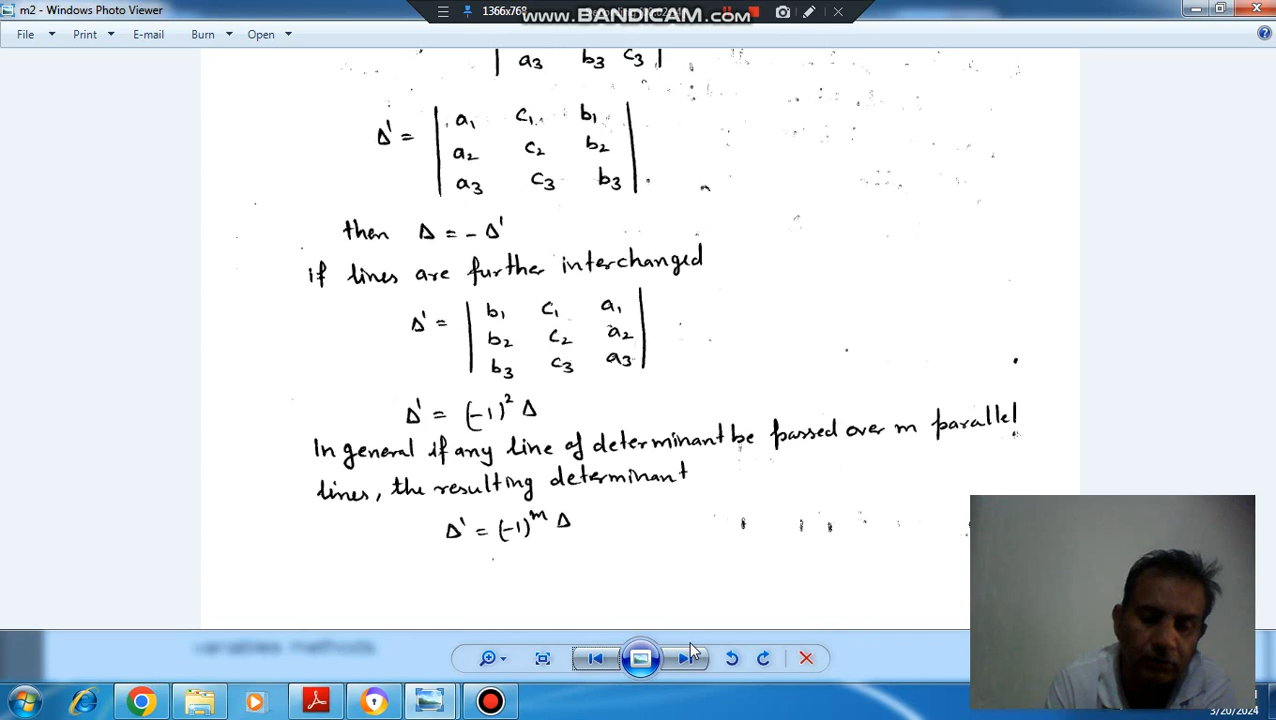 m2 - Windows Photo Viewer
1366x768
www.BANDICAM.com
File Print E-mail Burn Open
a3 b3 c3
Δ' = | a1 c1 b1 |
| a2 c2 b2 |
| a3 c3 b3 |
then Δ = - Δ'
If lines are further interchanged
Δ' = | b1 c1 a1 |
| b2 c2 a2 |
| b3 c3 a3 |
Δ' = (-1)² Δ
In general if any line of determinant be passed over m parallel
lines, the resulting determinant
Δ' = (-1)^m Δ
variables methods
3/20/2024